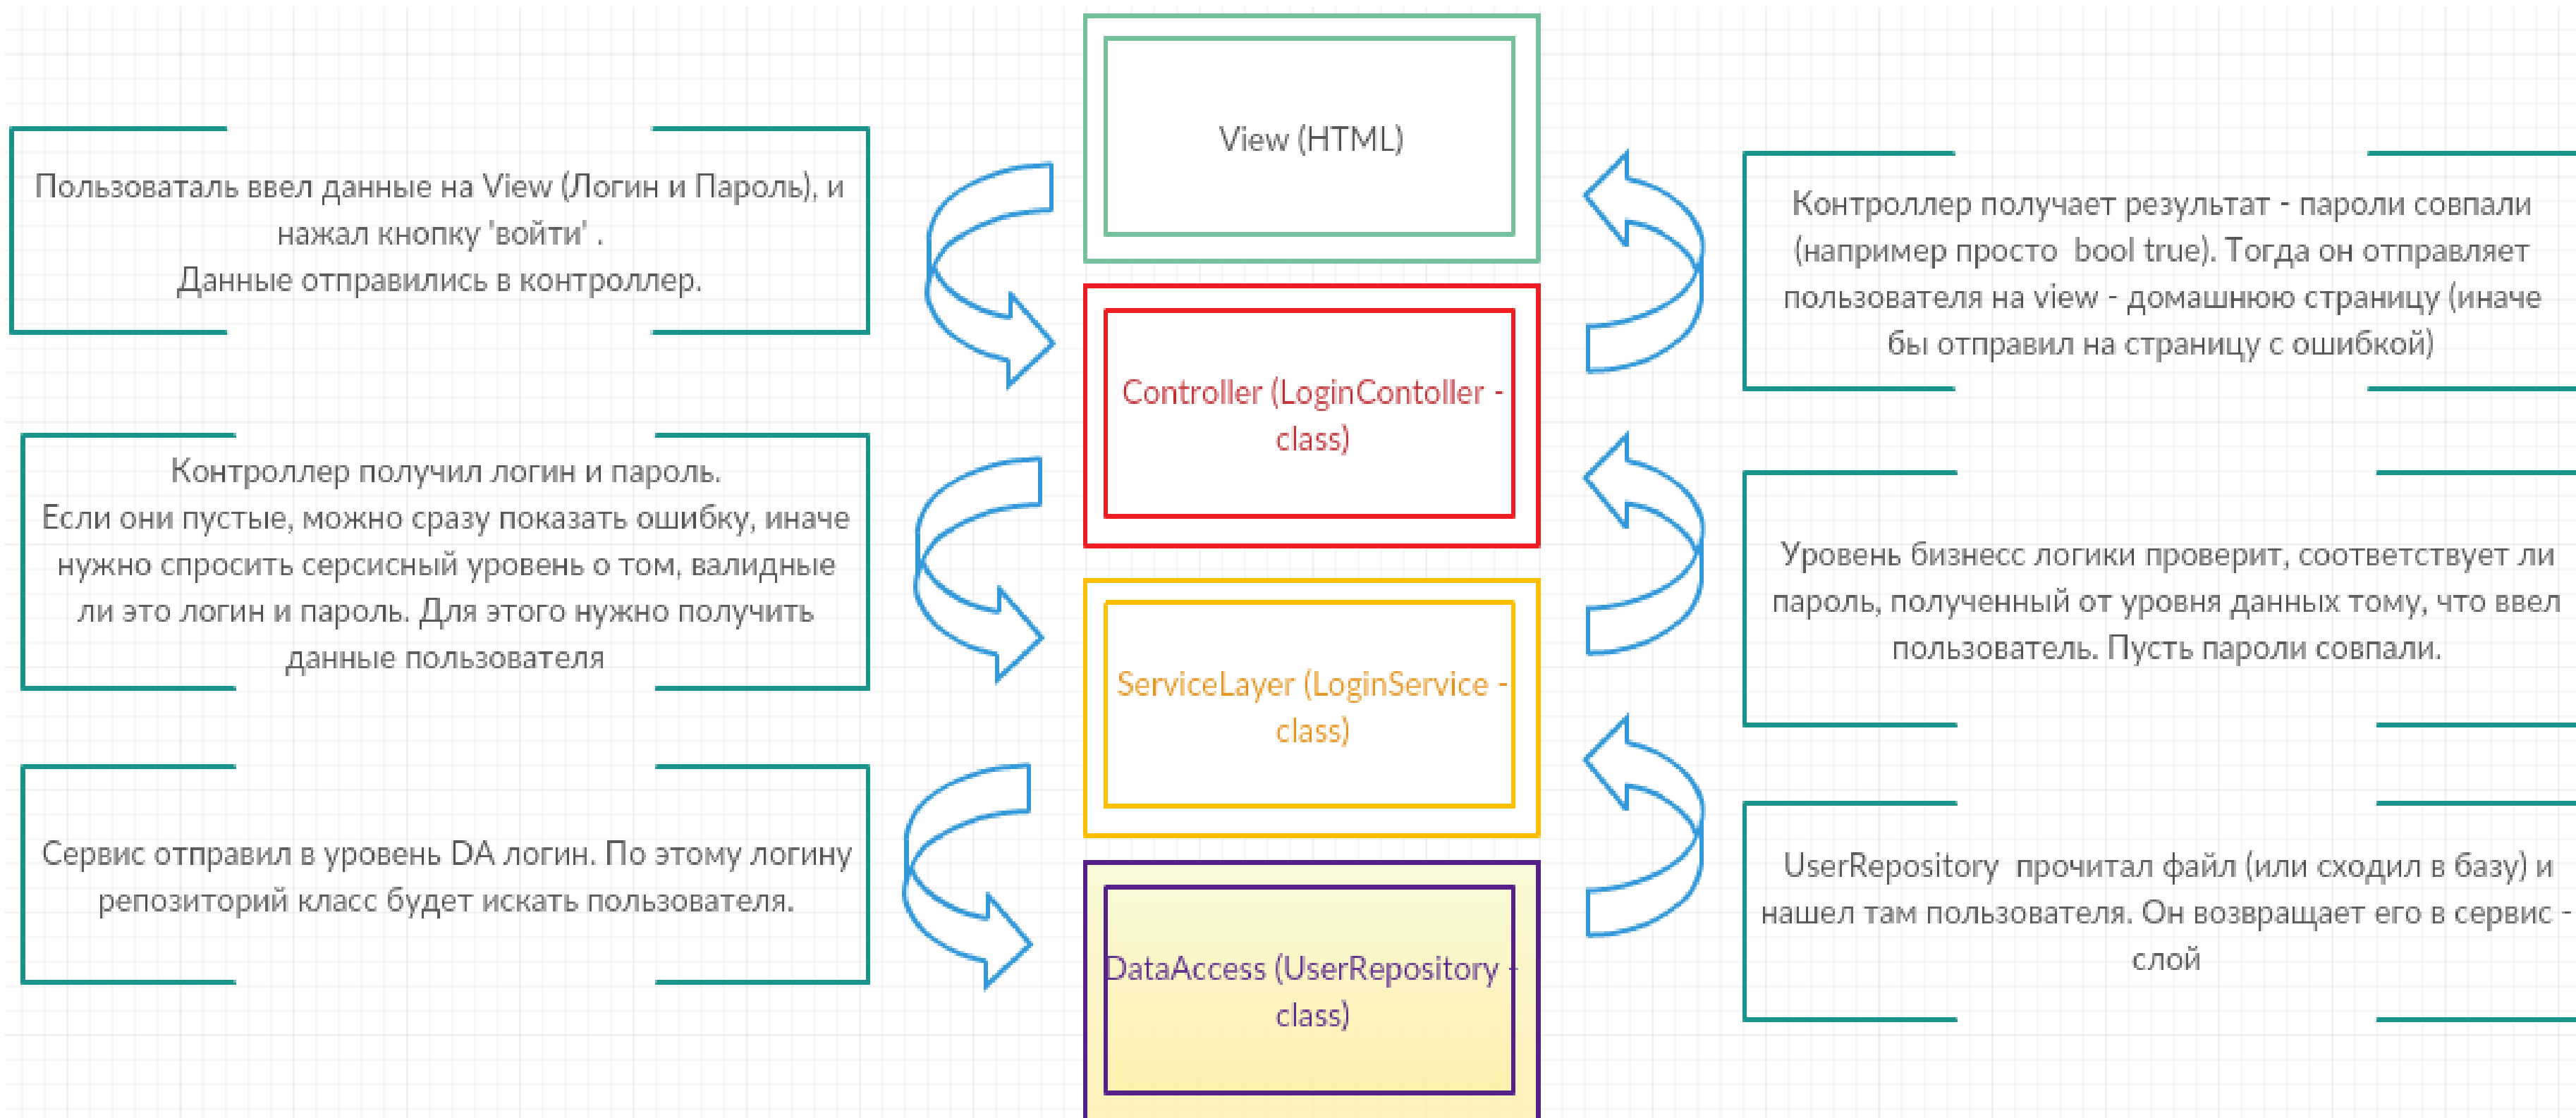 View (HTML)
Пользоваталь ввел данные на View (Логин и Пароль), и
нажал кнопку 'войти' .
Данные отправились в контроллер.
Контроллер получает результат - пароли совпали
(например просто  bool true). Тогда он отправляет
пользователя на view - домашнюю страницу (иначе
бы отправил на страницу с ошибкой)
Controller (LoginContoller -
class)
Контроллер получил логин и пароль.
Если они пустые, можно сразу показать ошибку, иначе
нужно спросить серсисный уровень о том, валидные
ли это логин и пароль. Для этого нужно получить
данные пользователя
Уровень бизнесс логики проверит, соответствует ли
пароль, полученный от уровня данных тому, что ввел
пользователь. Пусть пароли совпали.
ServiceLayer (LoginService -
class)
Сервис отправил в уровень DA логин. По этому логину
репозиторий класс будет искать пользователя.
UserRepository  прочитал файл (или сходил в базу) и
нашел там пользователя. Он возвращает его в сервис -
слой
DataAccess (UserRepository -
class)